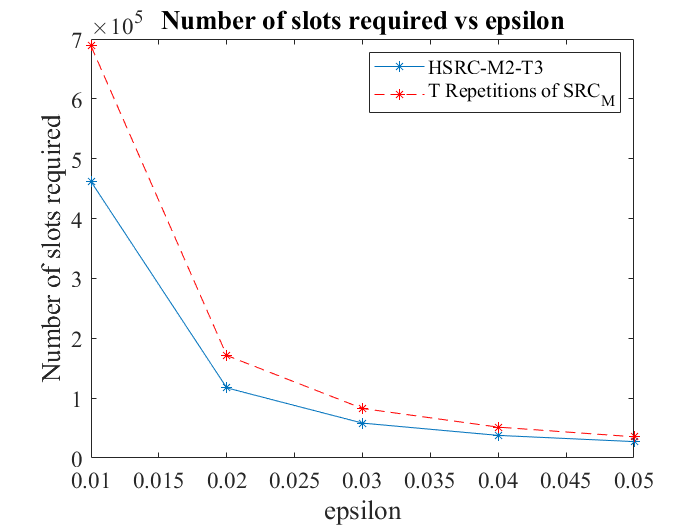 ×10^5
Number of slots required vs epsilon
HSRC-M2-T3
T Repetitions of SRC_M
Number of slots required
7
6
5
4
3
2
1
0
0.01 0.015 0.02 0.025 0.03 0.035 0.04 0.045 0.05
epsilon